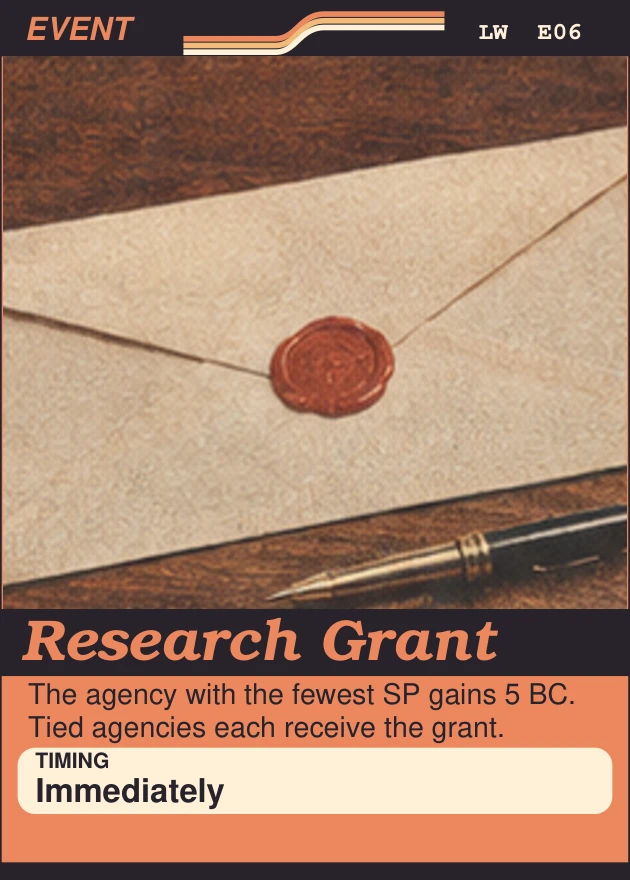 EVENT
LW E06
Research Grant
The agency with the fewest SP gains 5 BC.
Tied agencies each receive the grant.
TIMING
Immediately